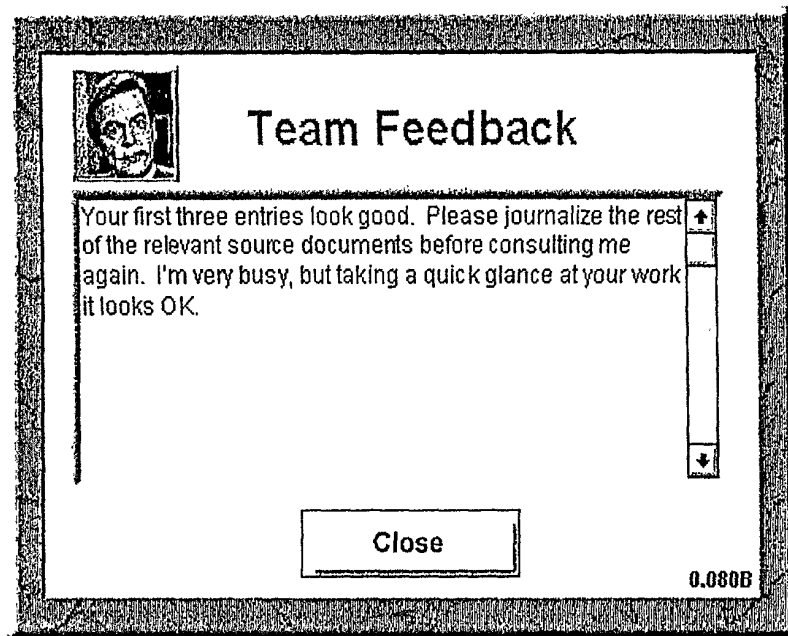 Team Feedback
Your first three entries look good. Please journalize the rest
of the relevant source documents before consulting me
again. I'm very busy, but taking a quick glance at your work
it looks OK.
Close
0.080B